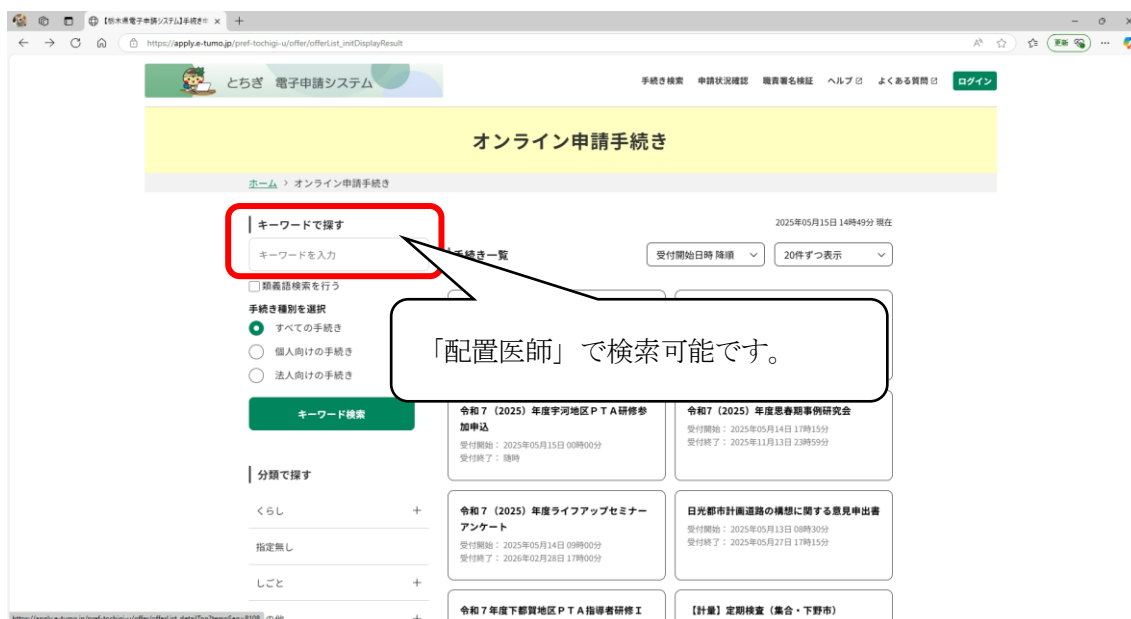 【栃木県電子申請システム】手続き申
https://apply.e-tumo.jp/pref-tochigi-u/offer/offerList_initDisplayResult
更新
とちぎ 電子申請システム
手続き検索 申請状況確認 職責署名検証 ヘルプ よくある質問 ログイン
オンライン申請手続き
ホーム > オンライン申請手続き
キーワードで探す
2025年05月15日 14時49分 現在
キーワードを入力
手続き一覧
受付開始日時 降順
20件ずつ表示
類義語検索を行う
手続き種別を選択
すべての手続き
個人向けの手続き
法人向けの手続き
「配置医師」で検索可能です。
キーワード検索
令和７（2025）年度宇河地区ＰＴＡ研修参
加申込
受付開始： 2025年05月15日 00時00分
受付終了： 随時
令和7（2025）年度思春期事例研究会
受付開始： 2025年05月14日 17時15分
受付終了： 2025年11月13日 23時59分
分類で探す
くらし
指定無し
しごと
令和７（2025）年度ライフアップセミナー
アンケート
受付開始： 2025年05月14日 09時00分
受付終了： 2026年02月28日 17時00分
日光都市計画道路の構想に関する意見申出書
受付開始： 2025年05月13日 08時30分
受付終了： 2025年05月27日 17時15分
令和７年度下都賀地区ＰＴＡ指導者研修Ｉ
【計量】定期検査（集合・下野市）